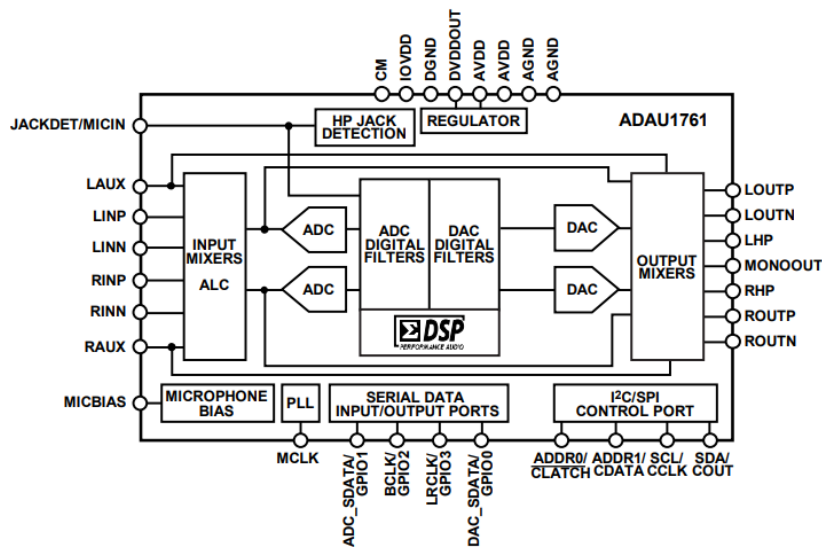 CM
IOVDD
DGND
DVDDOUT
AVDD
AVDD
AGND
AGND
JACKDET/MICIN
HP JACK
DETECTION
REGULATOR
ADAU1761
LAUX
LINP
LINN
RINP
RINN
RAUX
MICBIAS
INPUT
MIXERS
ALC
ADC
ADC
ADC
DIGITAL
FILTERS
DAC
DIGITAL
FILTERS
DAC
DAC
OUTPUT
MIXERS
LOUTP
LOUTN
LHP
MONOOUT
RHP
ROUTP
ROUTN
Σ DSP
PERFORMANCE AUDIO
MICROPHONE
BIAS
PLL
SERIAL DATA
INPUT/OUTPUT PORTS
I²C/SPI
CONTROL PORT
MCLK
ADC_SDATA/
GPIO1
BCLK/
GPIO2
LRCLK/
GPIO3
DAC_SDATA/
GPIO0
ADDR0/
CLATCH
ADDR1/
CDATA
SCL/
CCLK
SDA/
COUT